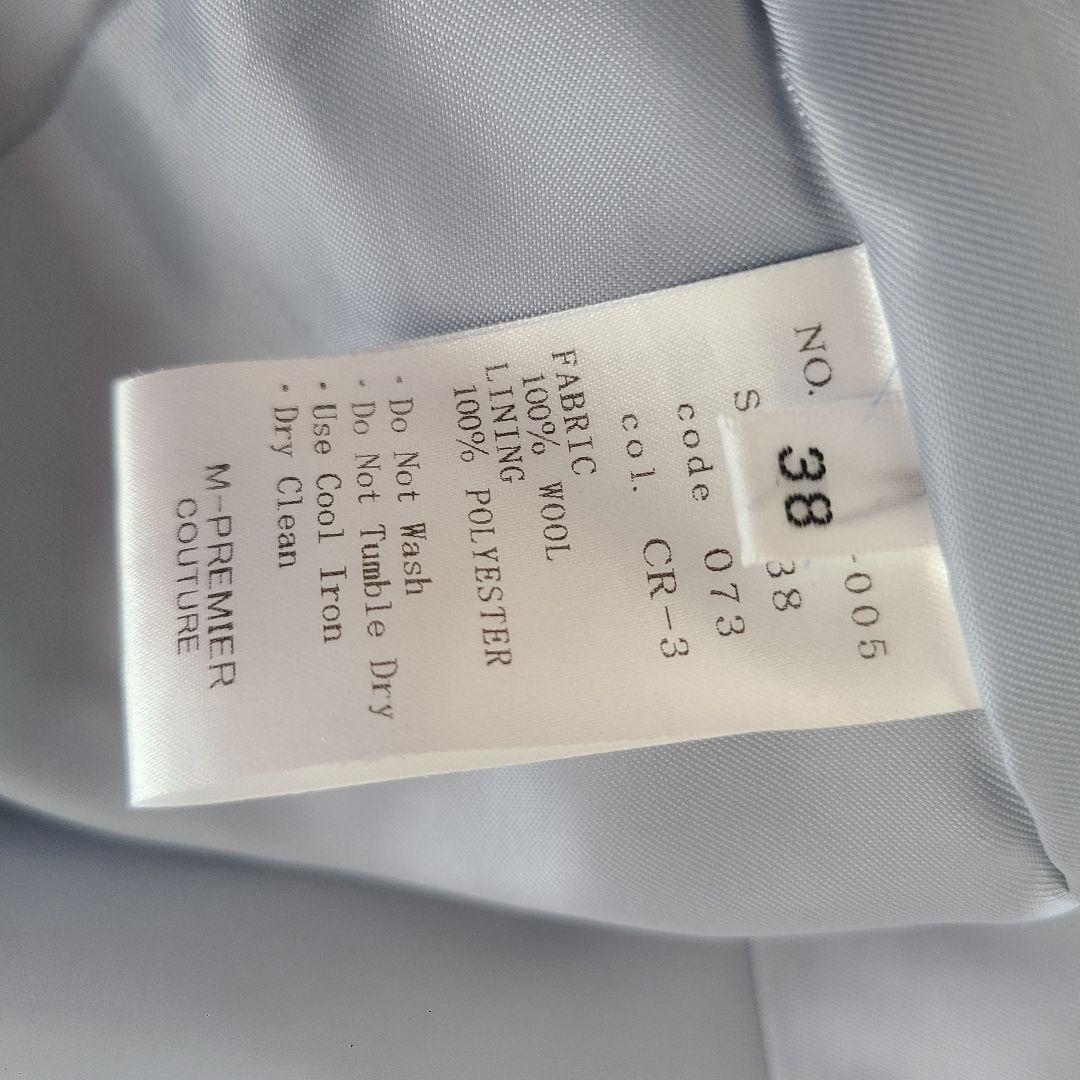 NO. -005
38
S 38
code 073
col. CR-3
FABRIC
100% WOOL
LINING
100% POLYESTER
· Do Not Wash
· Do Not Tumble Dry
· Use Cool Iron
· Dry Clean
M-PREMIER
COUTURE